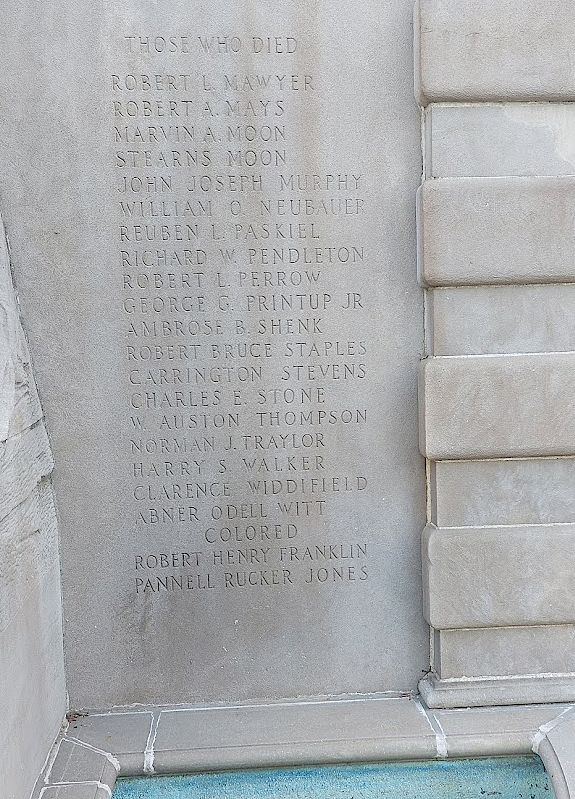 THOSE WHO DIED
ROBERT L. MAWYER
ROBERT A. MAYS
MARVIN A. MOON
STEARNS MOON
JOHN JOSEPH MURPHY
WILLIAM O. NEUBAUER
REUBEN L. PASKIEL
RICHARD W. PENDLETON
ROBERT L. PERROW
GEORGE G. PRINTUP JR
AMBROSE B. SHENK
ROBERT BRUCE STAPLES
CARRINGTON STEVENS
CHARLES E. STONE
W. AUSTON THOMPSON
NORMAN J. TRAYLOR
HARRY S. WALKER
CLARENCE WIDDIFIELD
ABNER ODELL WITT
COLORED
ROBERT HENRY FRANKLIN
PANNELL RUCKER JONES